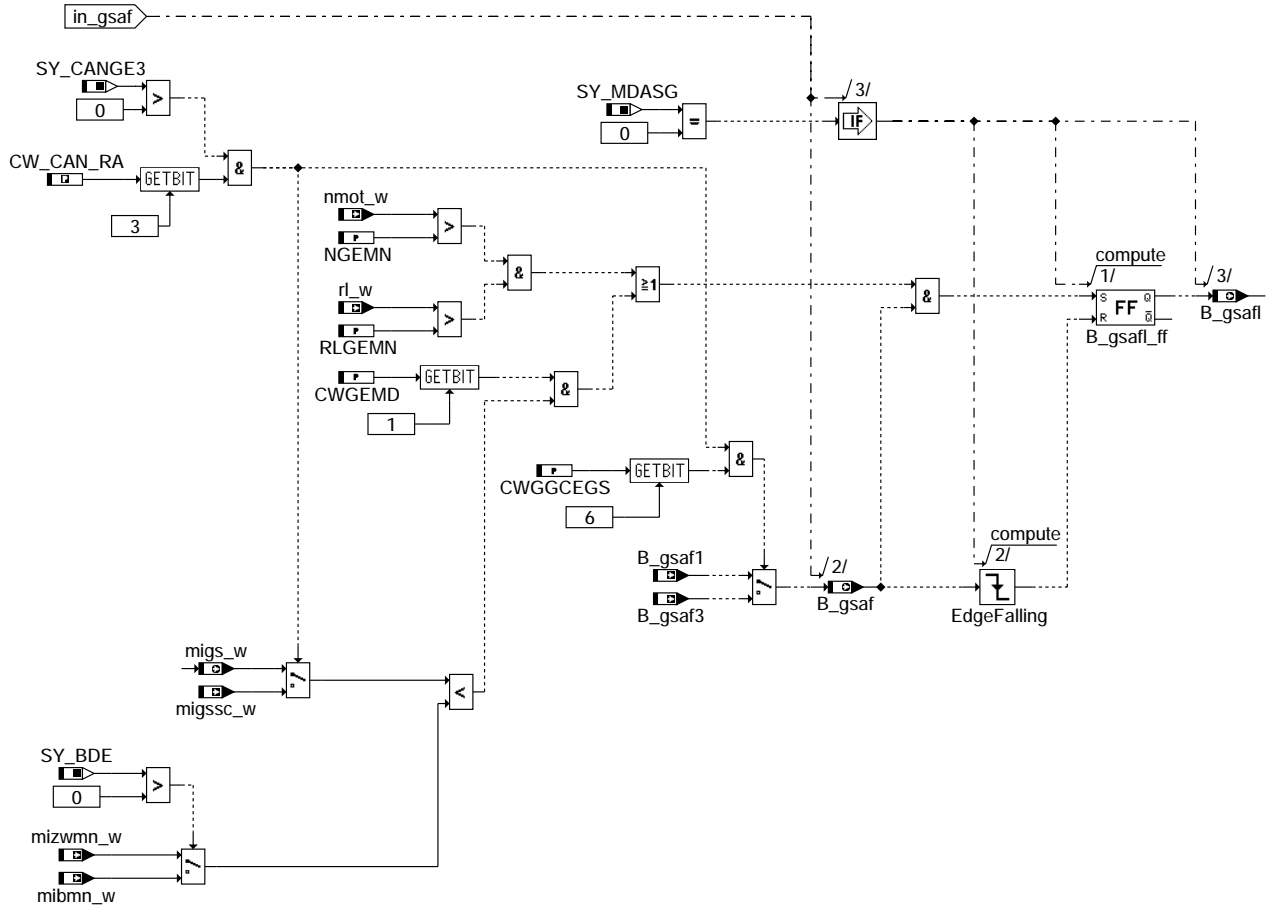 in_gsaf
SY_CANGE3
>
0
CW_CAN_RA
GETBIT
3
&
SY_MDASG
0
=
3/
IF
nmot_w
>
NGEMN
&
rl_w
>
RLGEMN
≧1
CWGEMD
GETBIT
1
&
&
compute
1/
S Q
FF
R Q̅
B_gsafl_ff
3/
B_gsafl
CWGGCEGS
GETBIT
6
&
B_gsaf1
B_gsaf3
2/
B_gsaf
compute
2/
EdgeFalling
migs_w
migssc_w
<
SY_BDE
>
0
mizwmn_w
mibmn_w